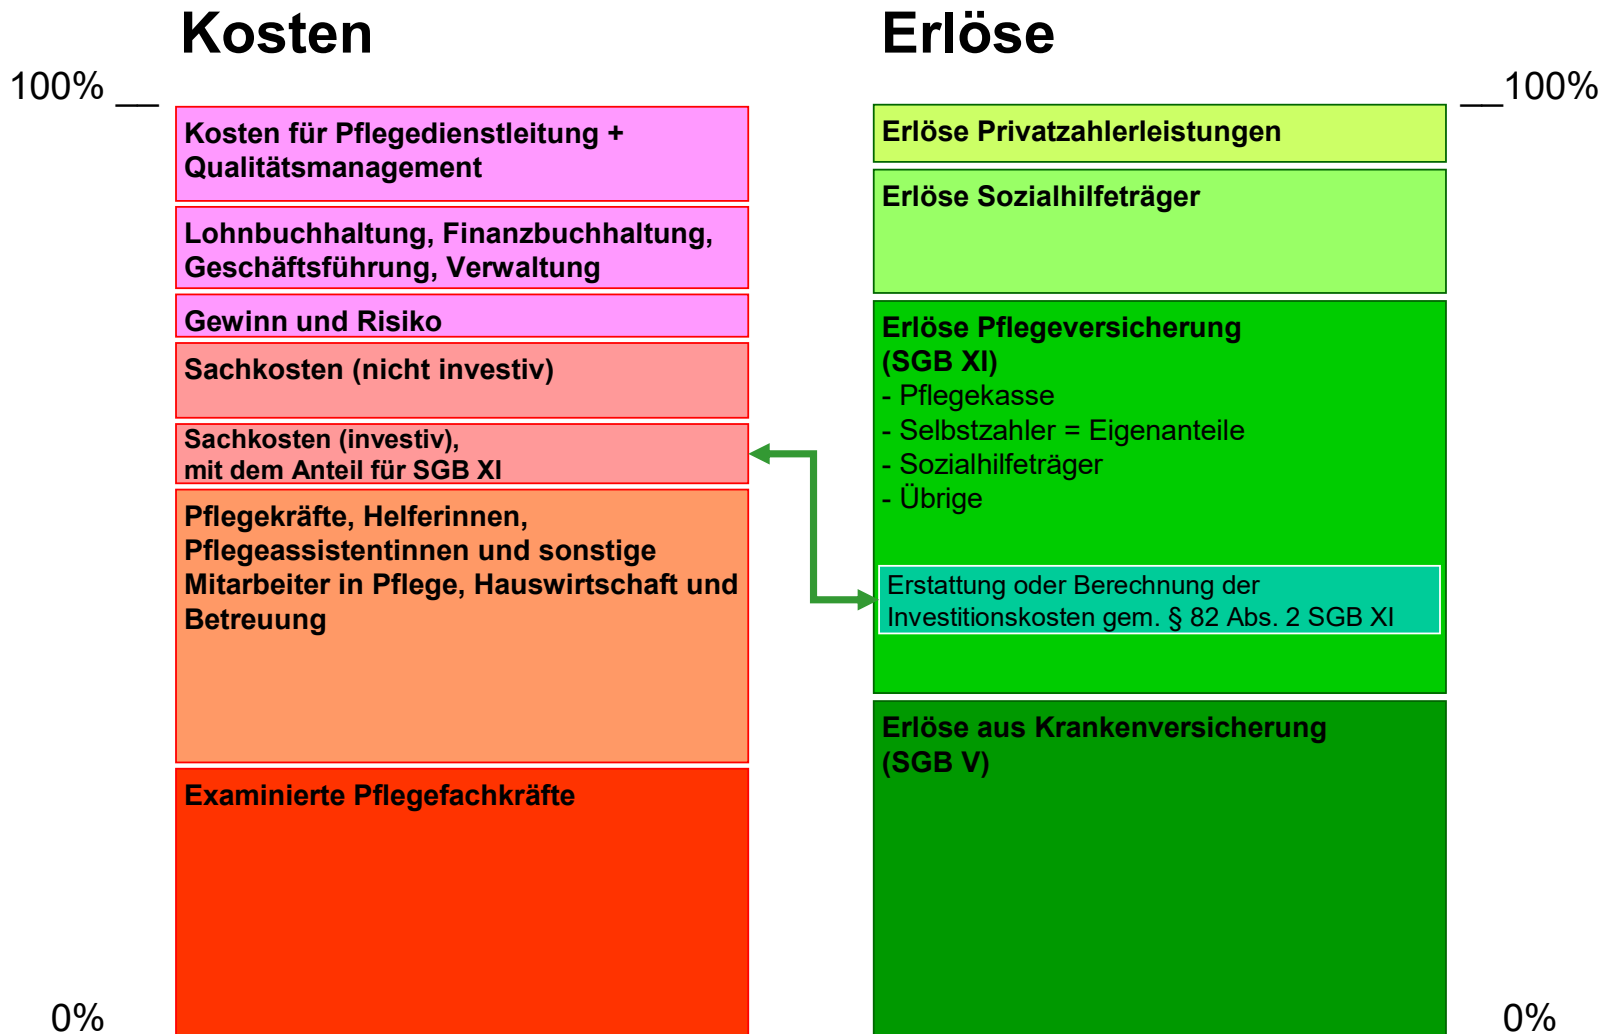 Kosten
Erlöse
100% __
__100%
Kosten für Pflegedienstleitung +
Qualitätsmanagement
Lohnbuchhaltung, Finanzbuchhaltung,
Geschäftsführung, Verwaltung
Gewinn und Risiko
Sachkosten (nicht investiv)
Sachkosten (investiv),
mit dem Anteil für SGB XI
Pflegekräfte, Helferinnen,
Pflegeassistentinnen und sonstige
Mitarbeiter in Pflege, Hauswirtschaft und
Betreuung
Examinierte Pflegefachkräfte
0%
Erlöse Privatzahlerleistungen
Erlöse Sozialhilfeträger
Erlöse Pflegeversicherung
(SGB XI)
- Pflegekasse
- Selbstzahler = Eigenanteile
- Sozialhilfeträger
- Übrige
Erstattung oder Berechnung der
Investitionskosten gem. § 82 Abs. 2 SGB XI
Erlöse aus Krankenversicherung
(SGB V)
0%